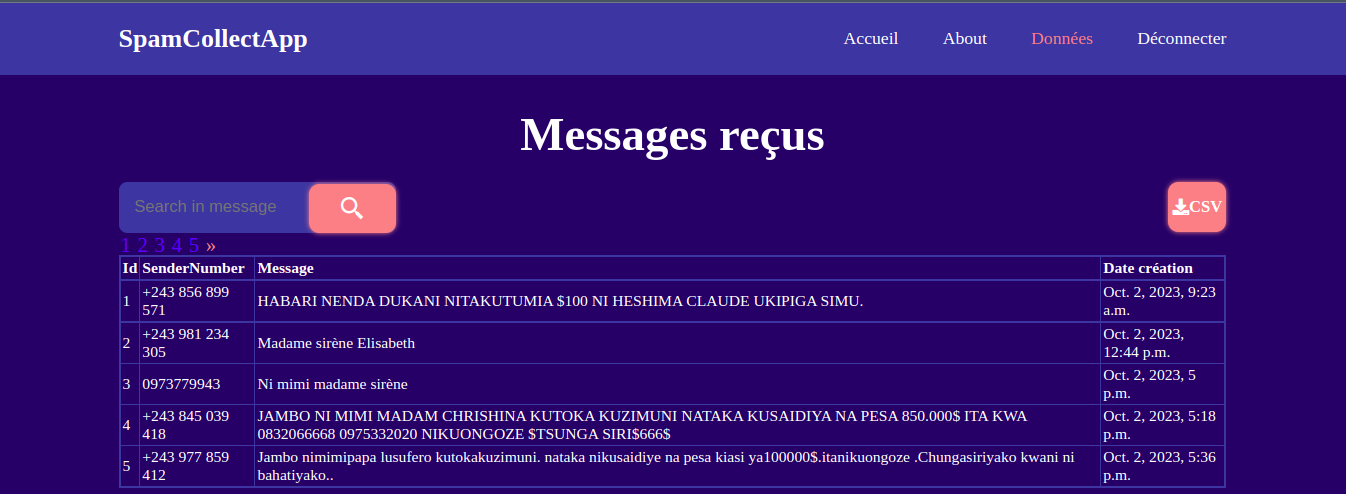 SpamCollectApp
Accueil About Données Déconnecter
Messages reçus
Search in message
CSV
1 2 3 4 5 »
Id SenderNumber Message Date création
1 +243 856 899 571 HABARI NENDA DUKANI NITAKUTUMIA $100 NI HESHIMA CLAUDE UKIPIGA SIMU. Oct. 2, 2023, 9:23 a.m.
2 +243 981 234 305 Madame sirène Elisabeth Oct. 2, 2023, 12:44 p.m.
3 0973779943 Ni mimi madame sirène Oct. 2, 2023, 5 p.m.
4 +243 845 039 418 JAMBO NI MIMI MADAM CHRISHINA KUTOKA KUZIMUNI NATAKA KUSAIDIYA NA PESA 850.000$ ITA KWA 0832066668 0975332020 NIKUONGOZE $TSUNGA SIRI$666$ Oct. 2, 2023, 5:18 p.m.
5 +243 977 859 412 Jambo nimimipapa lusufero kutokakuzimuni. nataka nikusaidiye na pesa kiasi ya100000$.itanikuongoze .Chungasiriyako kwani ni bahatiyako.. Oct. 2, 2023, 5:36 p.m.